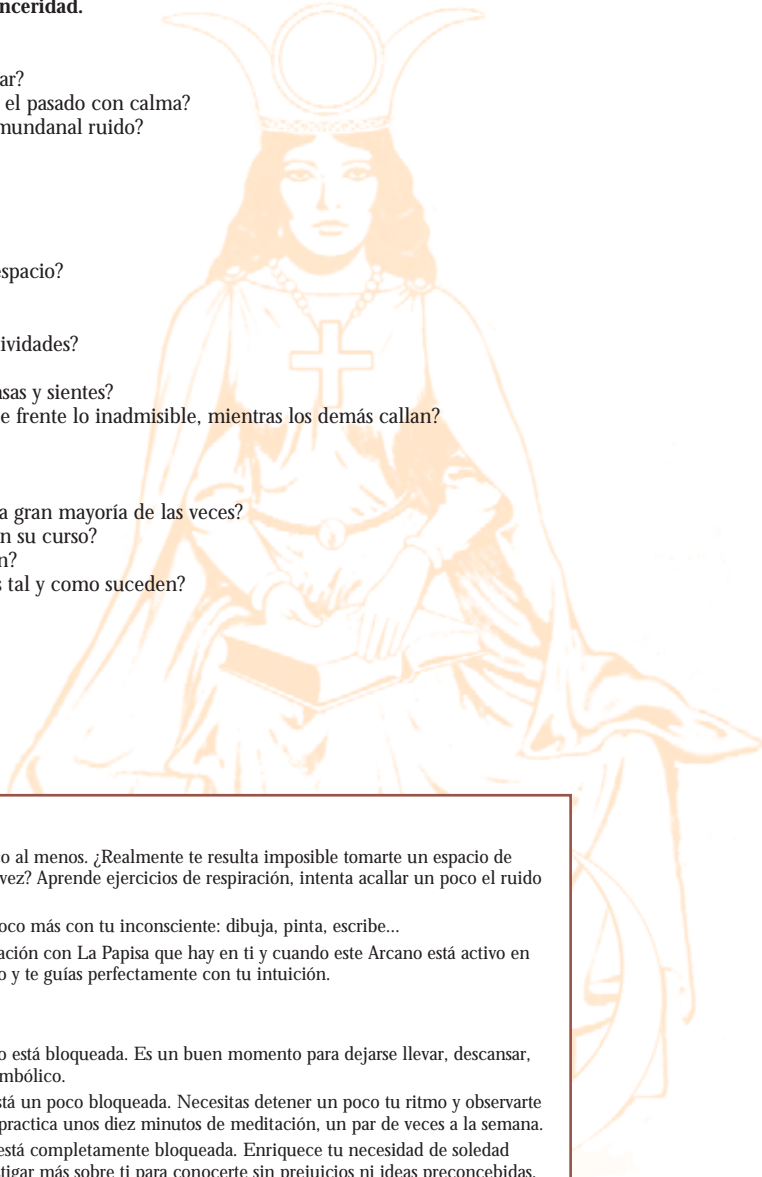 nceridad.
ar?
el pasado con calma?
mundanal ruido?
espacio?
ividades?
sas y sientes?
e frente lo inadmisible, mientras los demás callan?
a gran mayoría de las veces?
n su curso?
n?
s tal y como suceden?
o al menos. ¿Realmente te resulta imposible tomarte un espacio de
vez? Aprende ejercicios de respiración, intenta acallar un poco el ruido
oco más con tu inconsciente: dibuja, pinta, escribe...
ación con La Papisa que hay en ti y cuando este Arcano está activo en
o y te guías perfectamente con tu intuición.
o está bloqueada. Es un buen momento para dejarse llevar, descansar,
mbólico.
stá un poco bloqueada. Necesitas detener un poco tu ritmo y observarte
practica unos diez minutos de meditación, un par de veces a la semana.
está completamente bloqueada. Enriquece tu necesidad de soledad
stigar más sobre ti para conocerte sin prejuicios ni ideas preconcebidas.